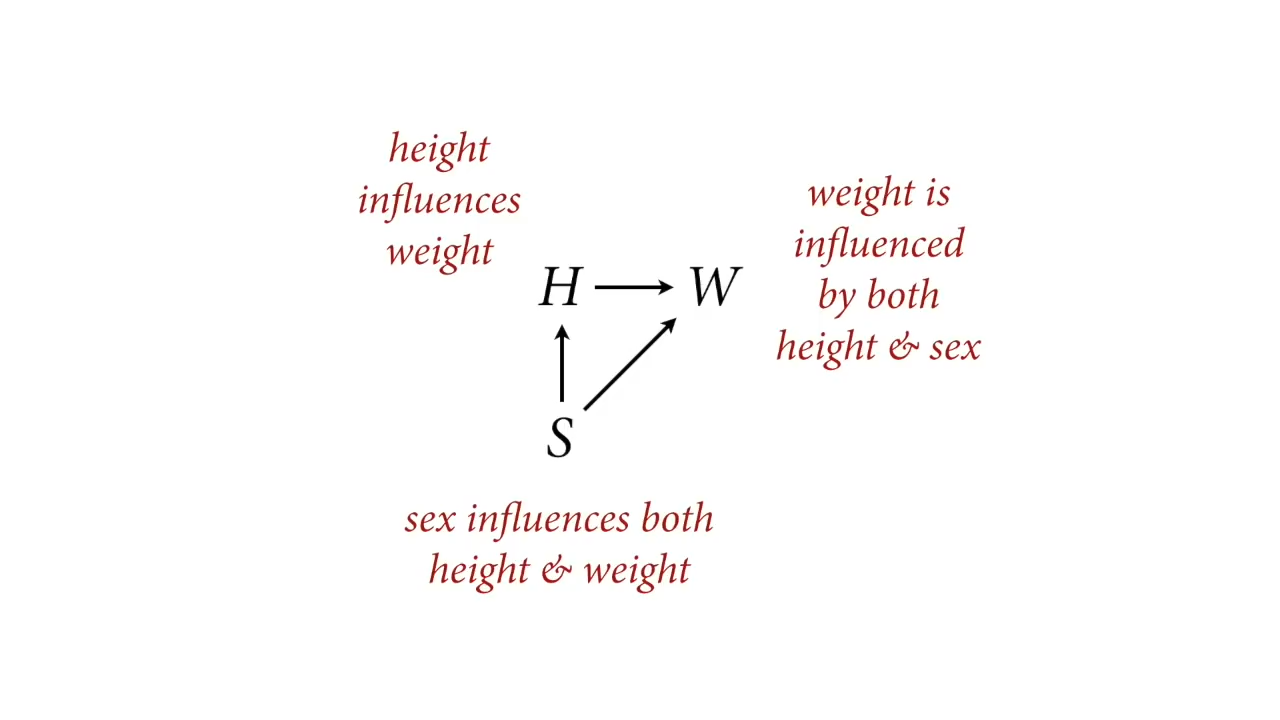 height
influences
weight
weight is
influenced
by both
height & sex
H W
S
sex influences both
height & weight